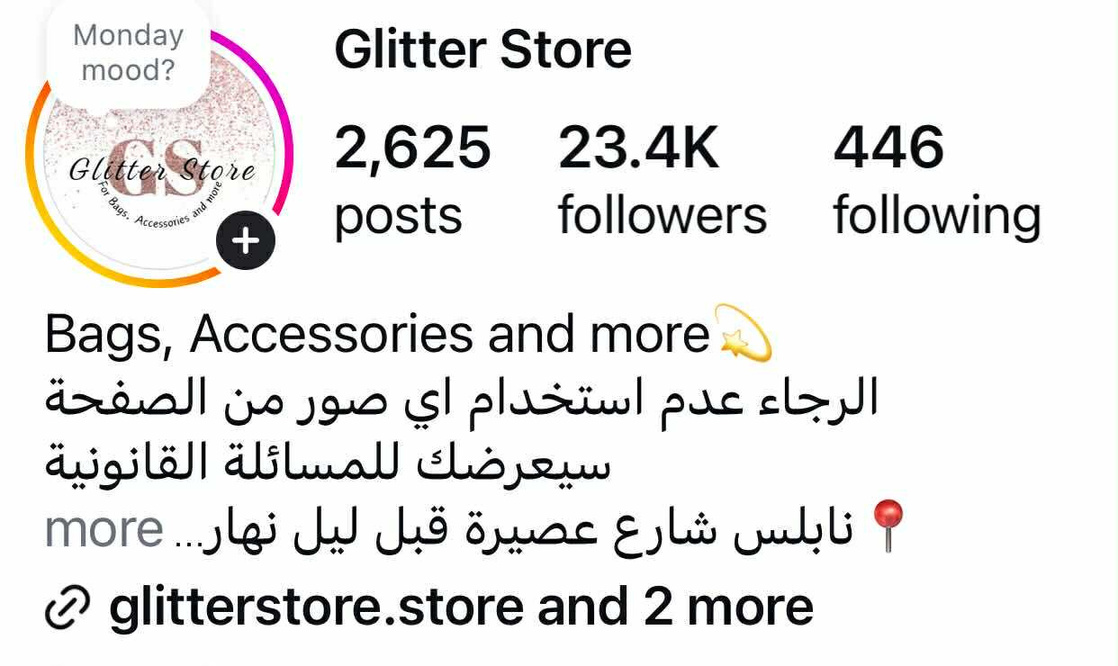 Monday
mood?
GS
Glitter Store
For Bags, Accessories and more
Glitter Store
2,625 posts
23.4K followers
446 following
Bags, Accessories and more💫
الرجاء عدم استخدام اي صور من الصفحة
سيعرضك للمسائلة القانونية
📍نابلس شارع عصيرة قبل ليل نهار... more
glitterstore.store and 2 more